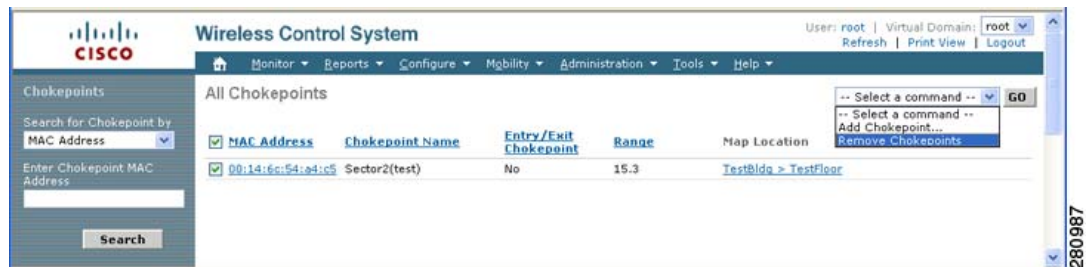 CISCO
Wireless Control System
User: root | Virtual Domain: root
Refresh | Print View | Logout
Monitor Reports Configure Mobility Administration Tools Help
Chokepoints
Search for Chokepoint by
MAC Address
Enter Chokepoint MAC
Address
Search
All Chokepoints
-- Select a command -- GO
-- Select a command --
Add Chokepoint...
Remove Chokepoints
MAC Address Chokepoint Name Entry/Exit Chokepoint Range Map Location
00:14:6c:54:a4:c5 Sector2(test) No 15.3 TestBldg > TestFloor
280987